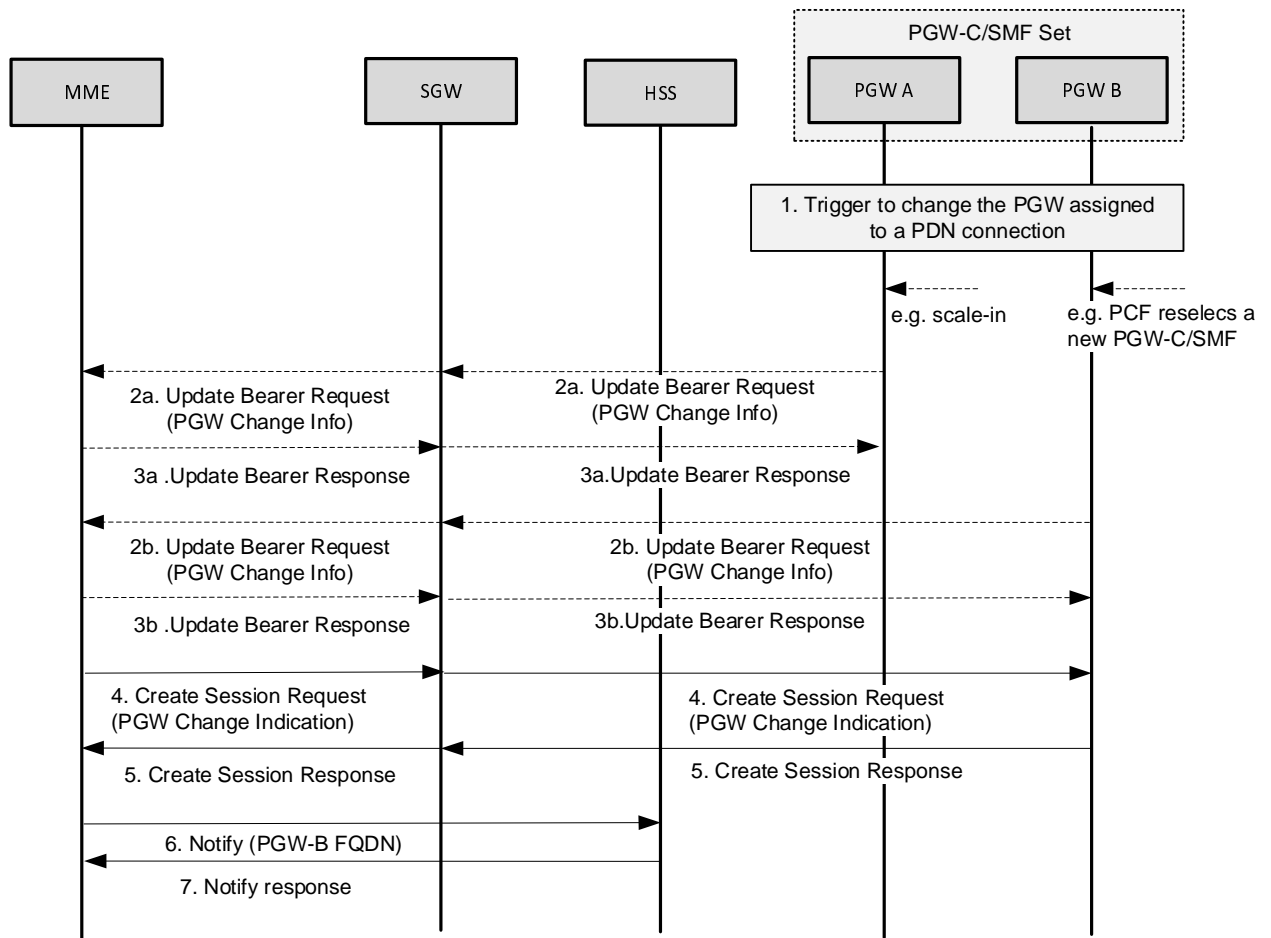 PGW-C/SMF Set
MME
SGW
HSS
PGW A
PGW B
1. Trigger to change the PGW assigned
to a PDN connection
e.g. scale-in
e.g. PCF reselecs a
new PGW-C/SMF
2a. Update Bearer Request
(PGW Change Info)
2a. Update Bearer Request
(PGW Change Info)
3a .Update Bearer Response
3a.Update Bearer Response
2b. Update Bearer Request
(PGW Change Info)
2b. Update Bearer Request
(PGW Change Info)
3b .Update Bearer Response
3b.Update Bearer Response
4. Create Session Request
(PGW Change Indication)
4. Create Session Request
(PGW Change Indication)
5. Create Session Response
5. Create Session Response
6. Notify (PGW-B FQDN)
7. Notify response